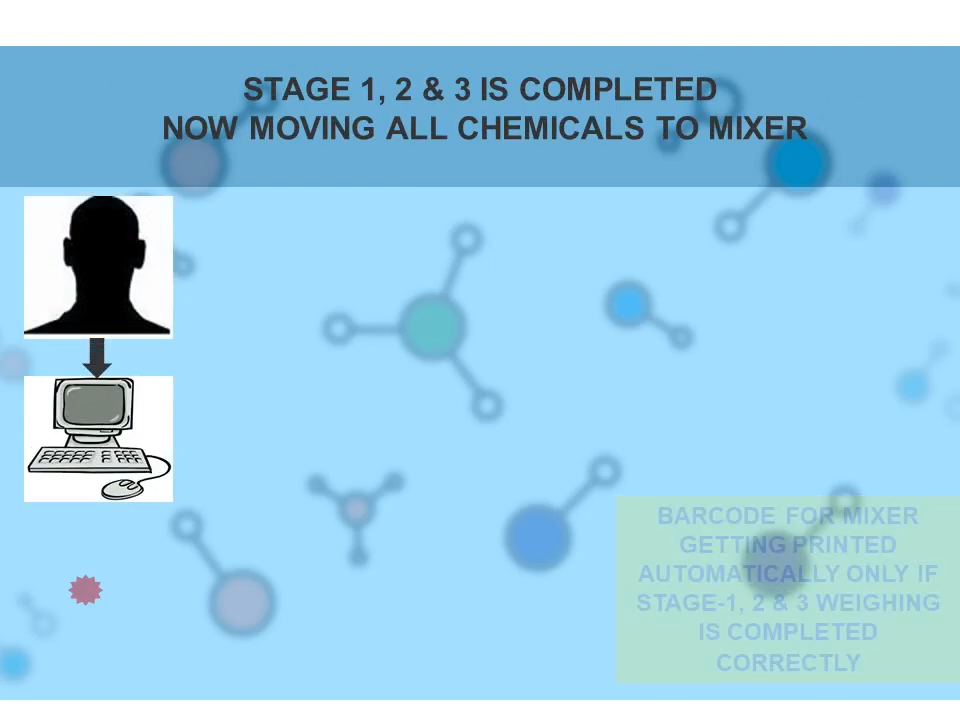 STAGE 1, 2 & 3 IS COMPLETED
NOW MOVING ALL CHEMICALS TO MIXER
BARCODE FOR MIXER
GETTING PRINTED
AUTOMATICALLY ONLY IF
STAGE-1, 2 & 3 WEIGHING
IS COMPLETED
CORRECTLY